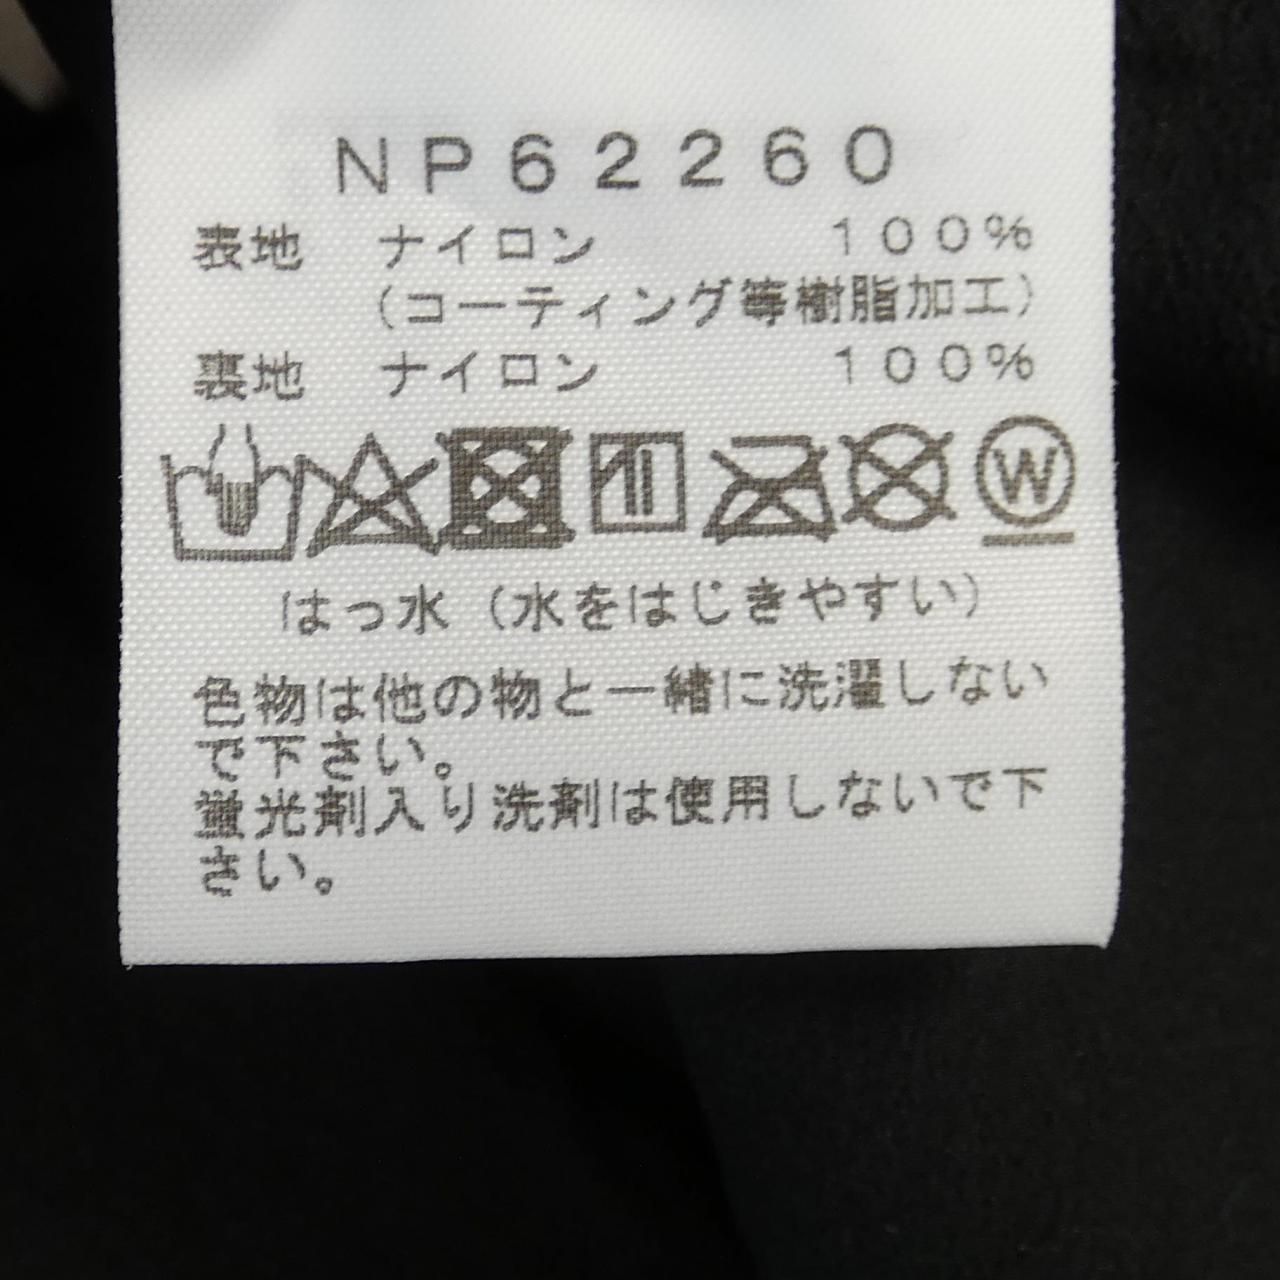 NP62260
表地 ナイロン 100%
(コーティング等樹脂加工)
裏地 ナイロン 100%
W
はっ水(水をはじきやすい)
色物は他の物と一緒に洗濯しない
で下さい。
蛍光剤入り洗剤は使用しないで下
さい。